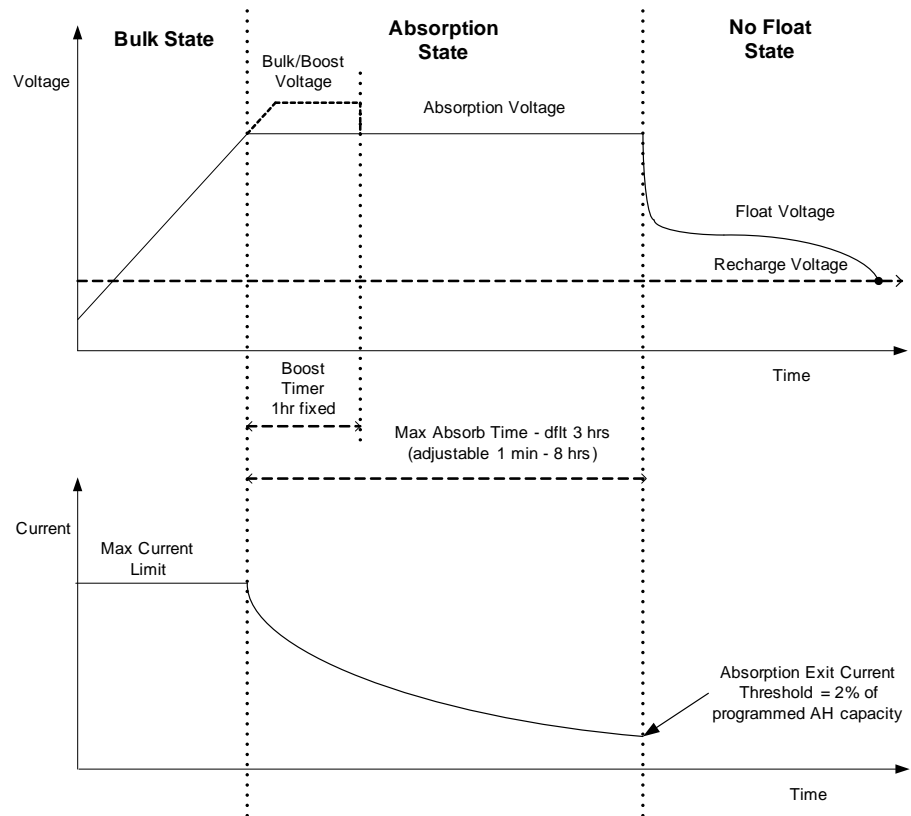 Bulk State
Absorption
State
No Float
State
Voltage
Bulk/Boost
Voltage
Absorption Voltage
Float Voltage
Recharge Voltage
Time
Boost
Timer
1hr fixed
Max Absorb Time - dflt 3 hrs
(adjustable 1 min - 8 hrs)
Current
Max Current
Limit
Absorption Exit Current
Threshold = 2% of
programmed AH capacity
Time